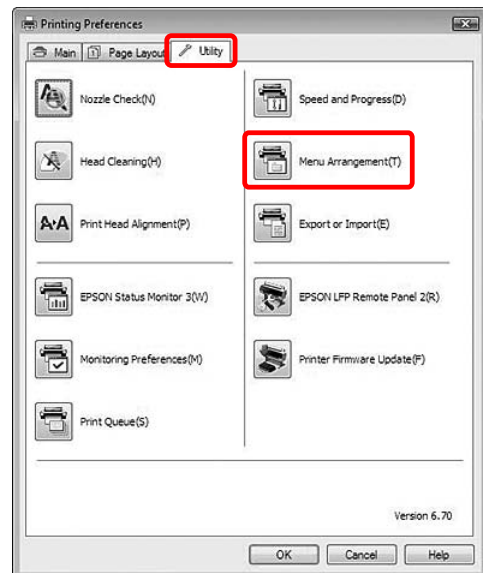 Printing Preferences
Main
Page Layout
Utility
Nozzle Check(N)
Speed and Progress(D)
Head Cleaning(H)
Menu Arrangement(T)
A A
Print Head Alignment(P)
Export or Import(E)
EPSON Status Monitor 3(W)
EPSON LFP Remote Panel 2(R)
Monitoring Preferences(M)
Printer Firmware Update(F)
Print Queue(S)
Version 6.70
OK
Cancel
Help